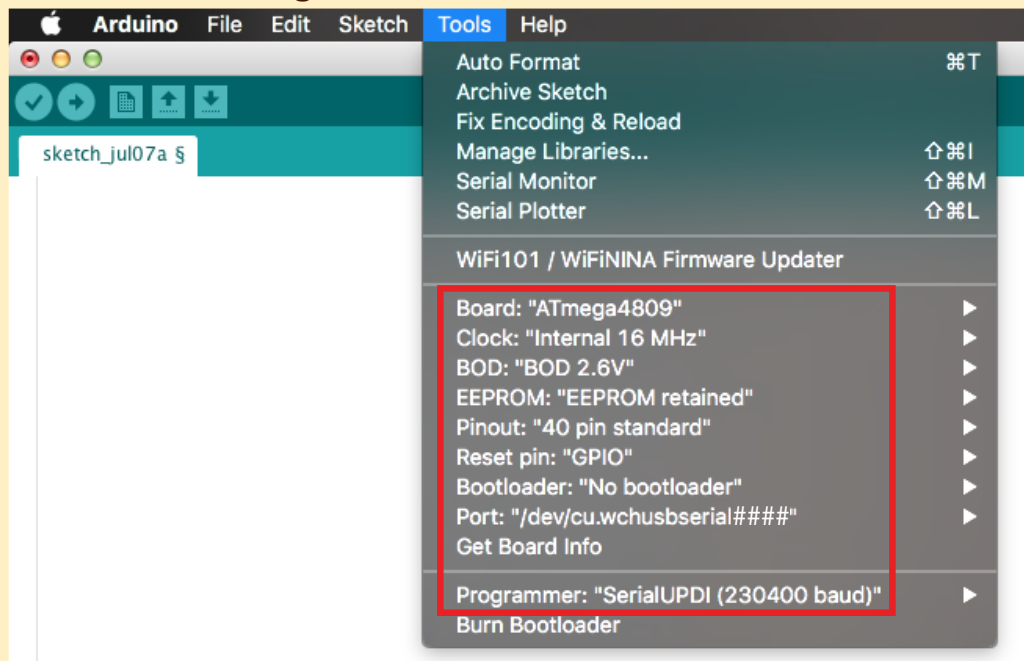 Arduino File Edit Sketch Tools Help
sketch_jul07a §
Auto Format ⌘T
Archive Sketch
Fix Encoding & Reload
Manage Libraries... ⇧⌘I
Serial Monitor ⇧⌘M
Serial Plotter ⇧⌘L
WiFi101 / WiFiNINA Firmware Updater
Board: "ATmega4809"
Clock: "Internal 16 MHz"
BOD: "BOD 2.6V"
EEPROM: "EEPROM retained"
Pinout: "40 pin standard"
Reset pin: "GPIO"
Bootloader: "No bootloader"
Port: "/dev/cu.wchusbserial####"
Get Board Info
Programmer: "SerialUPDI (230400 baud)"
Burn Bootloader